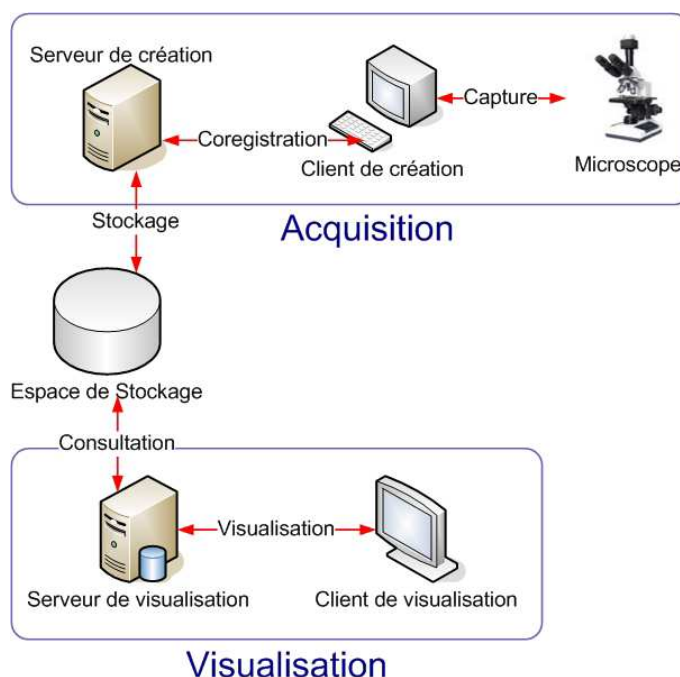 Serveur de création
Capture
Coregistration
Client de création
Microscope
Stockage
Acquisition
Espace de Stockage
Consultation
Visualisation
Serveur de visualisation
Client de visualisation
Visualisation